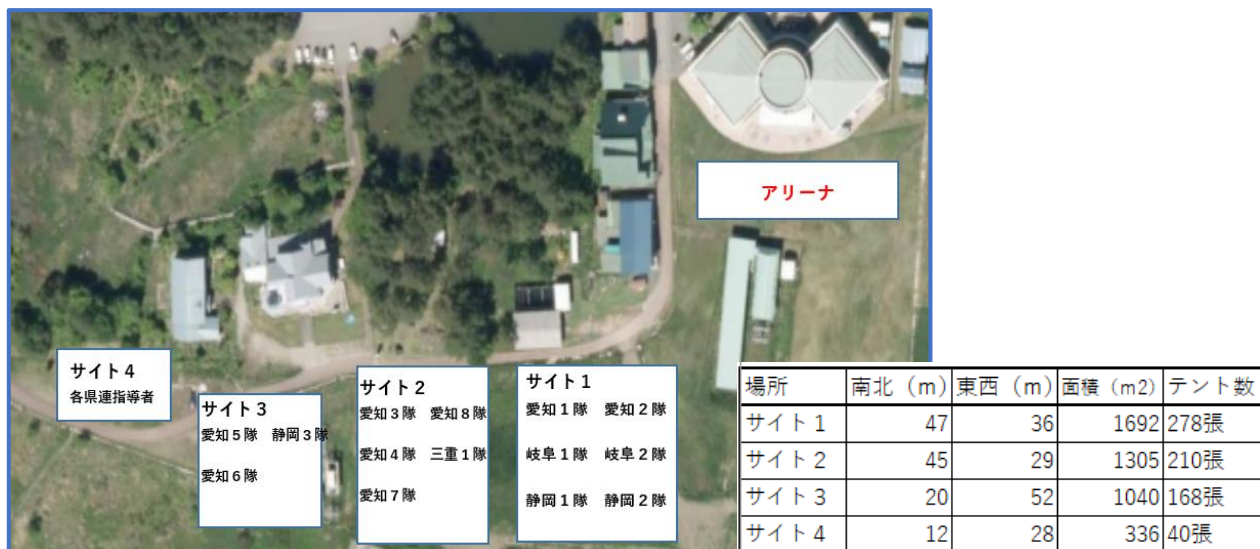 アリーナ
サイト4
各県連指導者
サイト3
愛知5隊 静岡3隊
愛知6隊
サイト2
愛知3隊 愛知8隊
愛知4隊 三重1隊
愛知7隊
サイト1
愛知1隊 愛知2隊
岐阜1隊 岐阜2隊
静岡1隊 静岡2隊
場所 南北（m） 東西（m） 面積（m2） テント数
サイト1 47 36 1692 278張
サイト2 45 29 1305 210張
サイト3 20 52 1040 168張
サイト4 12 28 336 40張